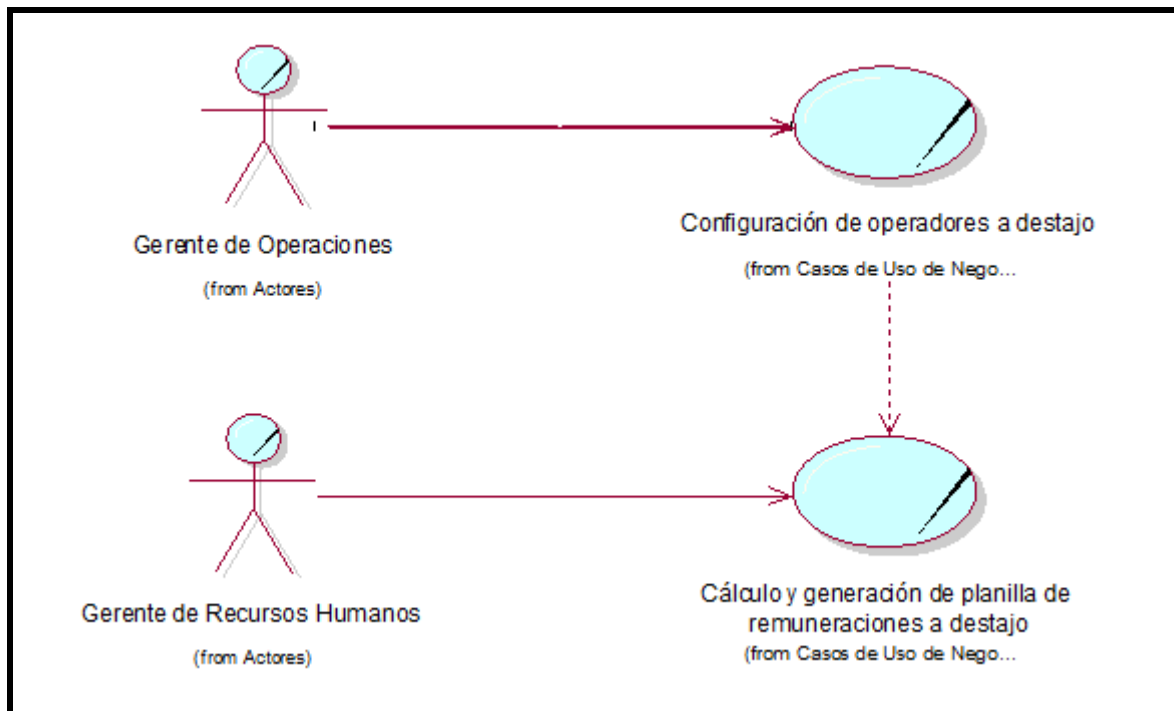 Gerente de Operaciones
(from Actores)
Configuración de operadores a destajo
(from Casos de Uso de Nego...
Gerente de Recursos Humanos
(from Actores)
Cálculo y generación de planilla de
remuneraciones a destajo
(from Casos de Uso de Nego...